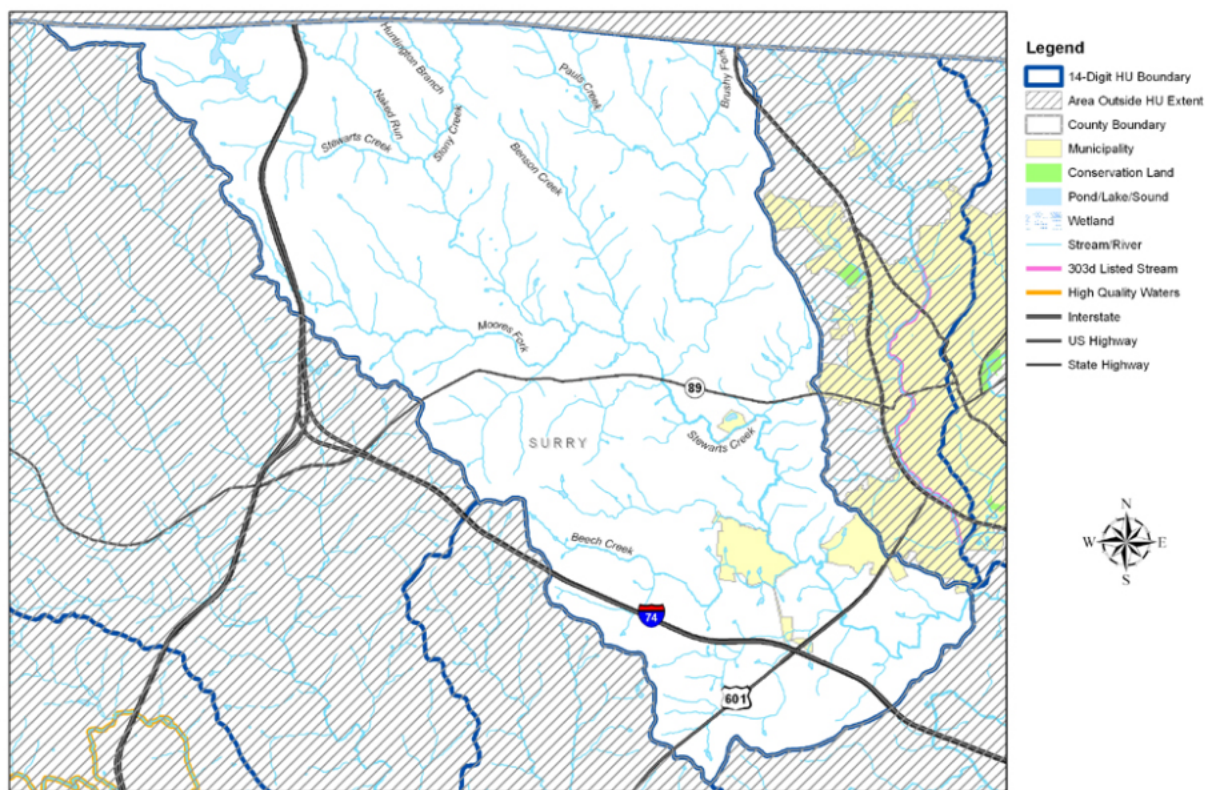 Huntington Branch
Naked Run
Stewarts Creek
Stony Creek
Pauls Creek
Benson Creek
Brushy Fork
Moores Fork
89
SURRY
Stewarts Creek
Beech Creek
74
601
Legend
14-Digit HU Boundary
Area Outside HU Extent
County Boundary
Municipality
Conservation Land
Pond/Lake/Sound
Wetland
Stream/River
303d Listed Stream
High Quality Waters
Interstate
US Highway
State Highway
N
W E
S